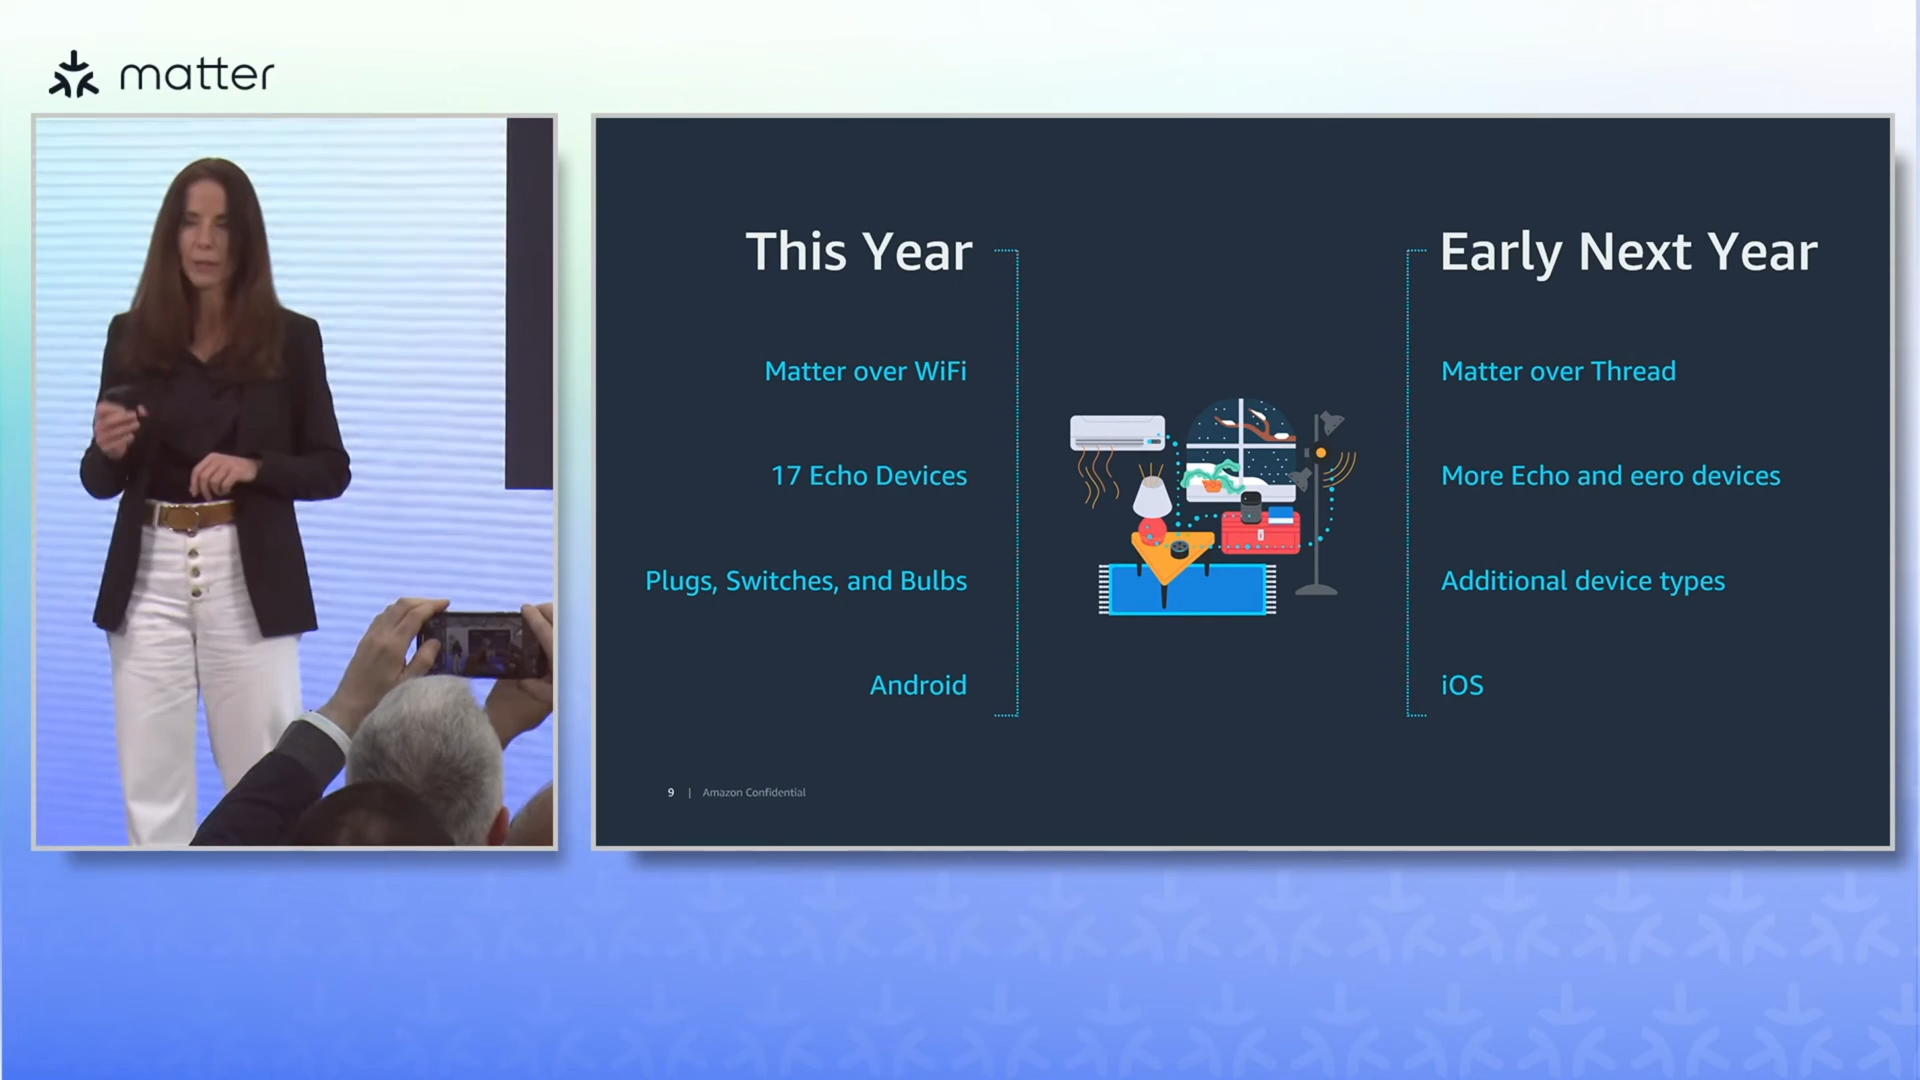 matter
This Year
Matter over WiFi
17 Echo Devices
Plugs, Switches, and Bulbs
Android
Early Next Year
Matter over Thread
More Echo and eero devices
Additional device types
iOS
9 | Amazon Confidential